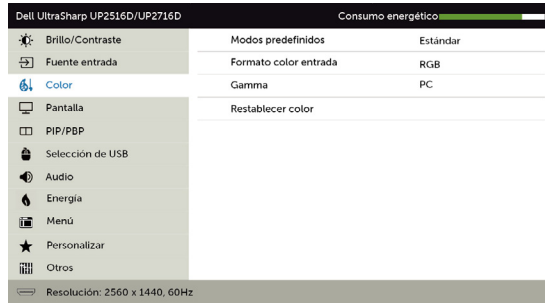 Dell UltraSharp UP2516D/UP2716D Consumo energético
Brillo/Contraste
Fuente entrada
Color
Pantalla
PIP/PBP
Selección de USB
Audio
Energía
Menú
Personalizar
Otros
Modos predefinidos Estándar
Formato color entrada RGB
Gamma PC
Restablecer color
Resolución: 2560 x 1440, 60Hz